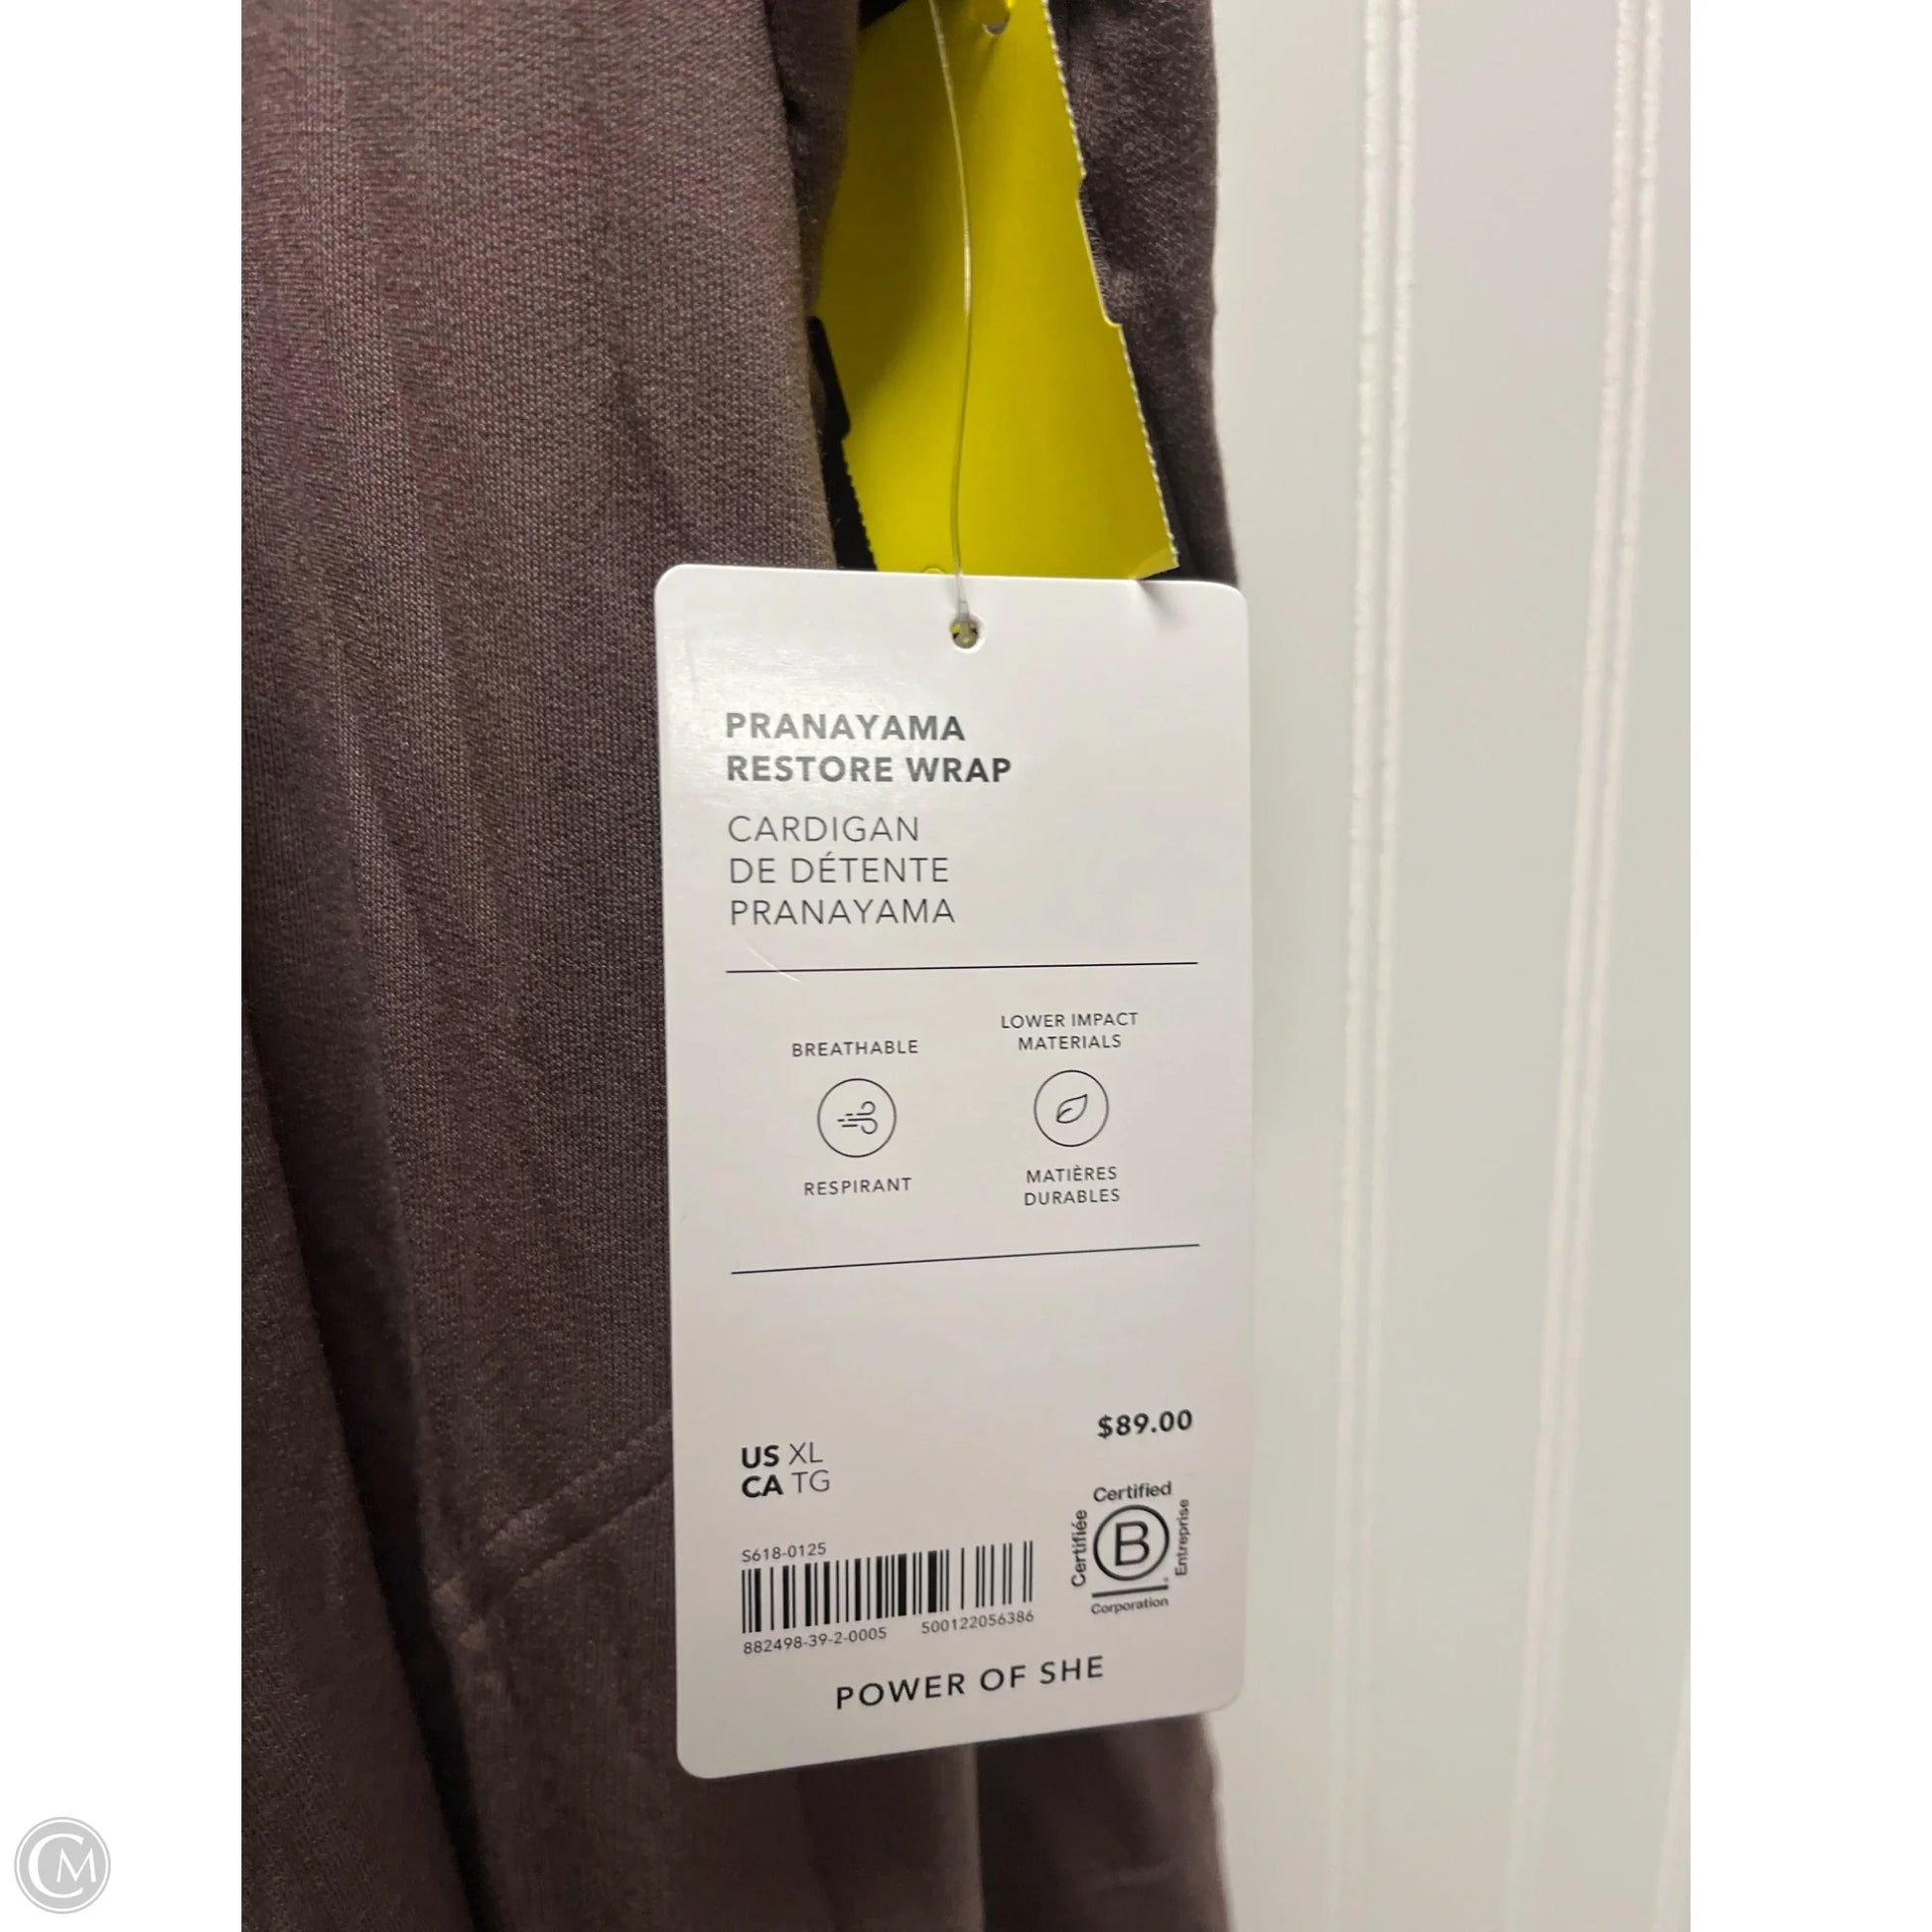 PRANAYAMA
RESTORE WRAP
CARDIGAN
DE DÉTENTE
PRANAYAMA
BREATHABLE
RESPIRANT
LOWER IMPACT
MATERIALS
MATIÈRES
DURABLES
$89.00
US XL
CA TG
S618-0125
882498-39-2-0005 500122056386
Certified
Certifiée
B
Entreprise
Corporation
POWER OF SHE
CM